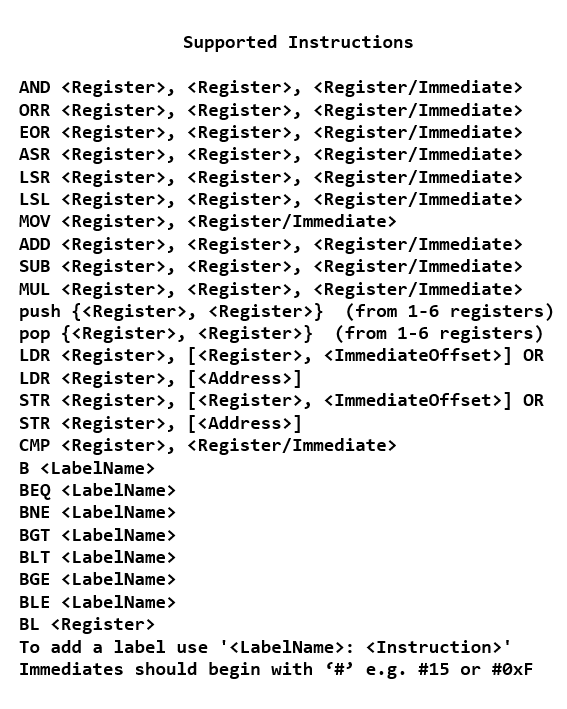 Supported Instructions
AND <Register>, <Register>, <Register/Immediate>
ORR <Register>, <Register>, <Register/Immediate>
EOR <Register>, <Register>, <Register/Immediate>
ASR <Register>, <Register>, <Register/Immediate>
LSR <Register>, <Register>, <Register/Immediate>
LSL <Register>, <Register>, <Register/Immediate>
MOV <Register>, <Register/Immediate>
ADD <Register>, <Register>, <Register/Immediate>
SUB <Register>, <Register>, <Register/Immediate>
MUL <Register>, <Register>, <Register/Immediate>
push {<Register>, <Register>}  (from 1-6 registers)
pop {<Register>, <Register>}  (from 1-6 registers)
LDR <Register>, [<Register>, <ImmediateOffset>] OR
LDR <Register>, [<Address>]
STR <Register>, [<Register>, <ImmediateOffset>] OR
STR <Register>, [<Address>]
CMP <Register>, <Register/Immediate>
B <LabelName>
BEQ <LabelName>
BNE <LabelName>
BGT <LabelName>
BLT <LabelName>
BGE <LabelName>
BLE <LabelName>
BL <Register>
To add a label use '<LabelName>: <Instruction>'
Immediates should begin with ‘#’ e.g. #15 or #0xF